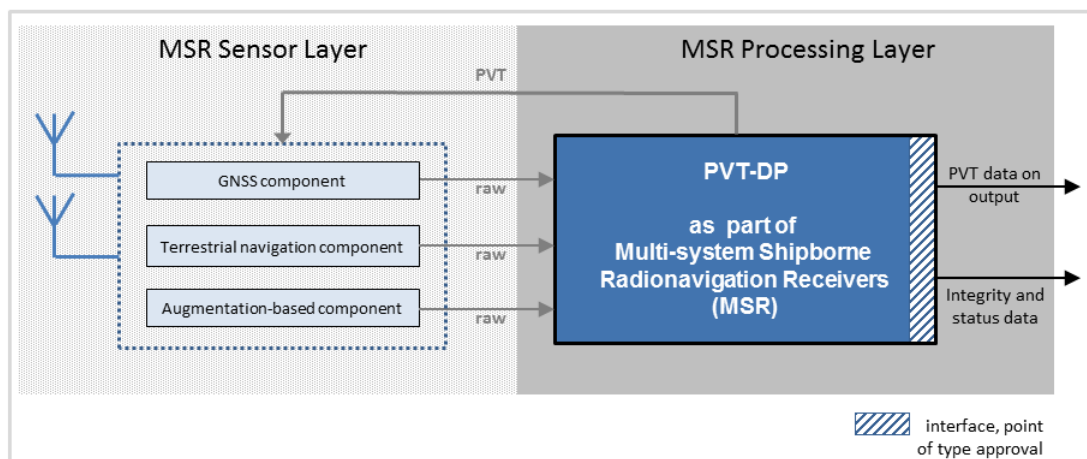 MSR Sensor Layer
MSR Processing Layer
PVT
GNSS component
raw
Terrestrial navigation component
raw
Augmentation-based component
raw
PVT-DP
as part of
Multi-system Shipborne
Radionavigation Receivers
(MSR)
PVT data on
output
Integrity and
status data
interface, point
of type approval